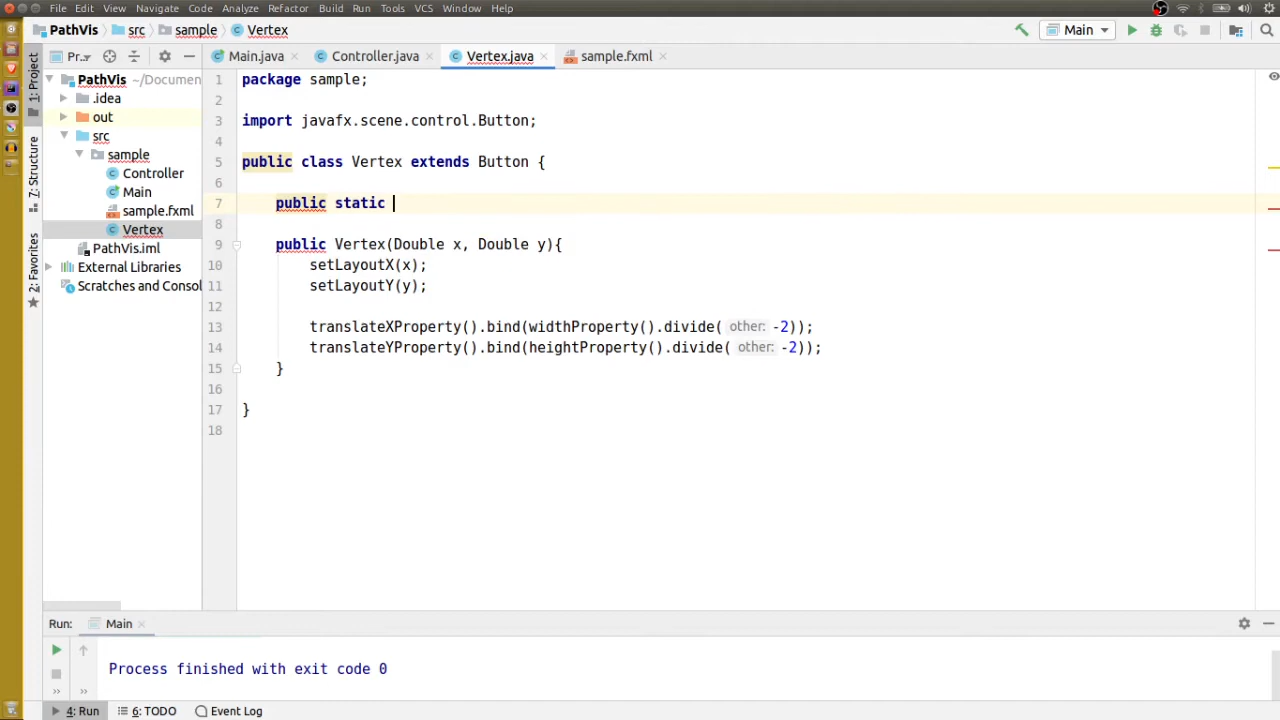 File Edit View Navigate Code Analyze Refactor Build Run Tools VCS Window Help
PathVis src sample Vertex Main
1: Project
7: Structure
2: Favorites
Pr... Main.java Controller.java Vertex.java sample.fxml
PathVis ~/Documen
.idea
out
src
sample
Controller
Main
sample.fxml
Vertex
PathVis.iml
External Libraries
Scratches and Consol
1 package sample;
2
3 import javafx.scene.control.Button;
4
5 public class Vertex extends Button {
6
7 public static
8
9 public Vertex(Double x, Double y){
10 setLayoutX(x);
11 setLayoutY(y);
12
13 translateXProperty().bind(widthProperty().divide( other: -2));
14 translateYProperty().bind(heightProperty().divide( other: -2));
15 }
16
17 }
18
Run: Main
Process finished with exit code 0
» »
4: Run 6: TODO Event Log